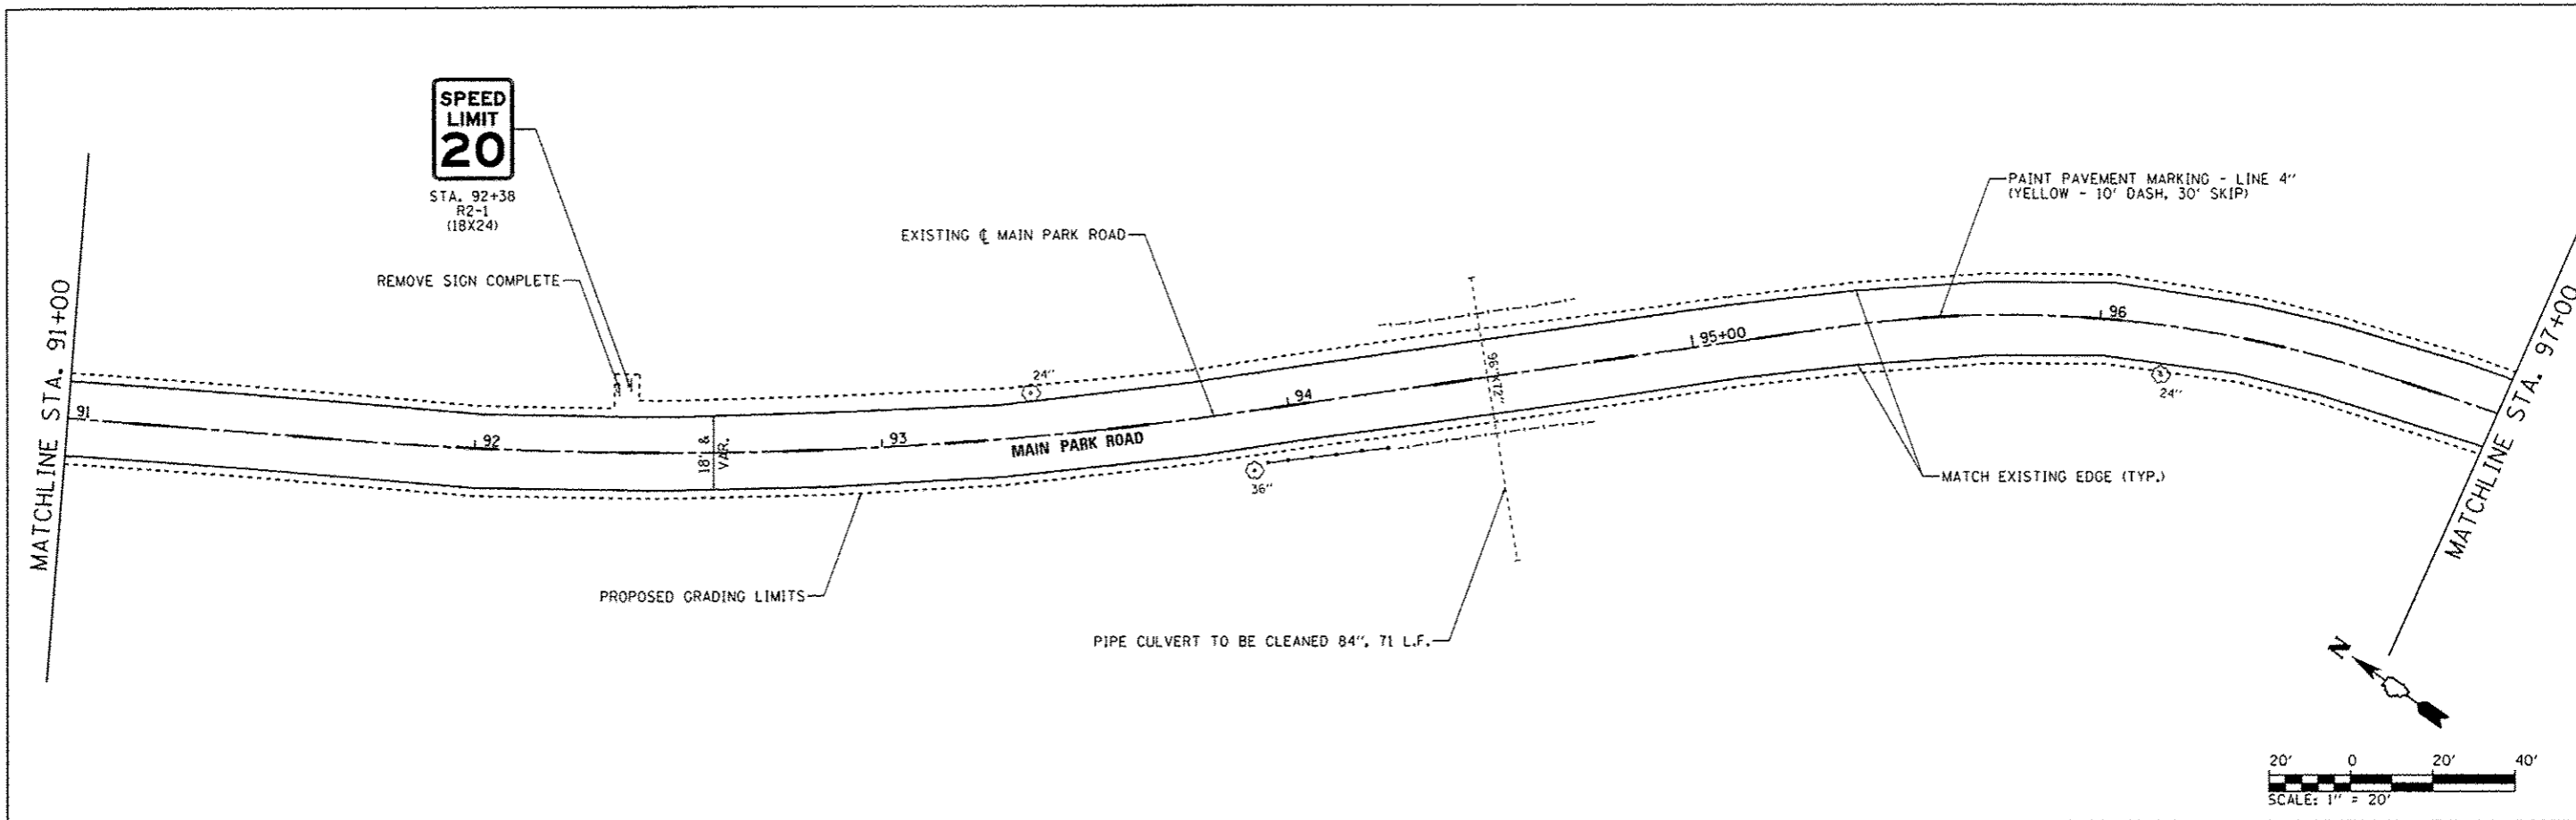 SPEED
LIMIT
20
STA. 92+38
R2-1
(18X24)
REMOVE SIGN COMPLETE
EXISTING ℄ MAIN PARK ROAD
PAINT PAVEMENT MARKING - LINE 4"
(YELLOW - 10' DASH, 30' SKIP)
MATCHLINE STA. 91+00
91
92
18' &
VAR.
93
24"
MAIN PARK ROAD
94
36"
96"X72"
95+00
96
24"
MATCH EXISTING EDGE (TYP.)
MATCHLINE STA. 97+00
PROPOSED GRADING LIMITS
PIPE CULVERT TO BE CLEANED 84", 71 L.F.
N
20' 0 20' 40'
SCALE: 1" = 20'